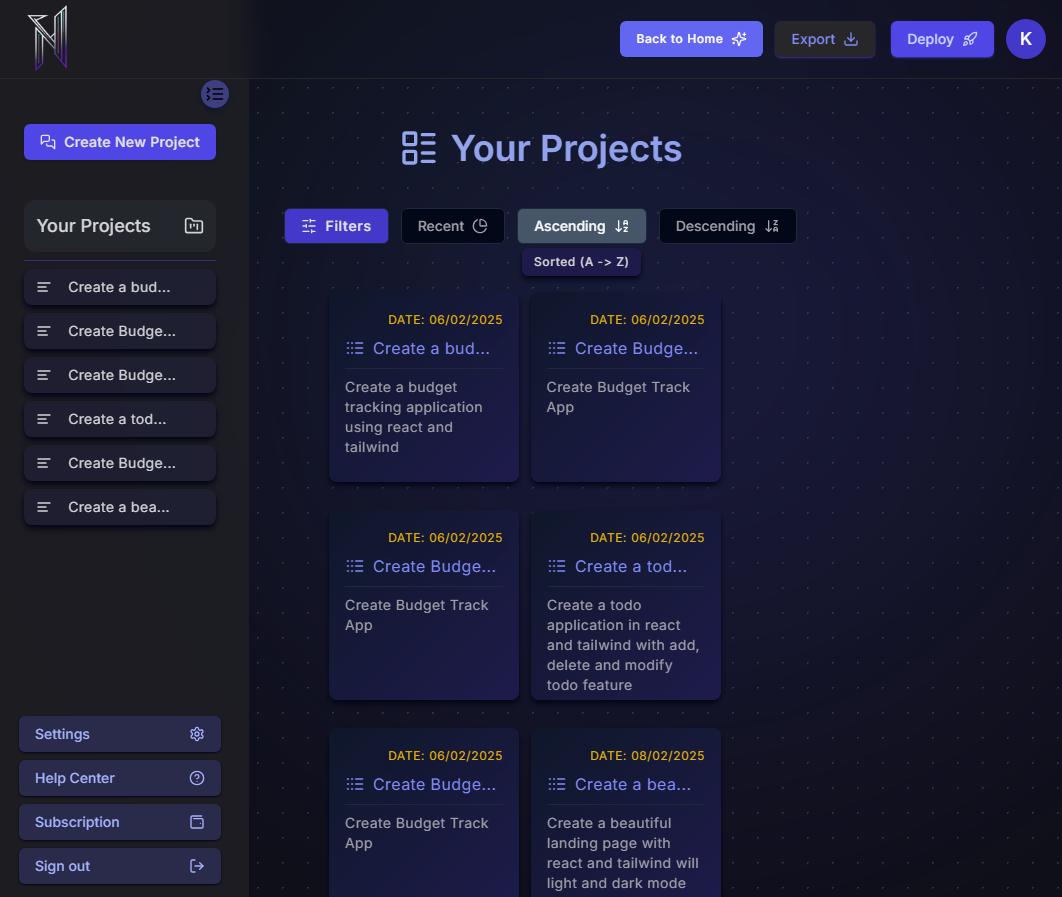 Back to Home
Export
Deploy
K
Create New Project
Your Projects
Create a bud...
Create Budge...
Create Budge...
Create a tod...
Create Budge...
Create a bea...
Settings
Help Center
Subscription
Sign out
Your Projects
Filters
Recent
Ascending
Descending
Sorted (A -> Z)
DATE: 06/02/2025
Create a bud...
Create a budget
tracking application
using react and
tailwind
DATE: 06/02/2025
Create Budge...
Create Budget Track
App
DATE: 06/02/2025
Create Budge...
Create Budget Track
App
DATE: 06/02/2025
Create a tod...
Create a todo
application in react
and tailwind with add,
delete and modify
todo feature
DATE: 06/02/2025
Create Budge...
Create Budget Track
App
DATE: 08/02/2025
Create a bea...
Create a beautiful
landing page with
react and tailwind will
light and dark mode